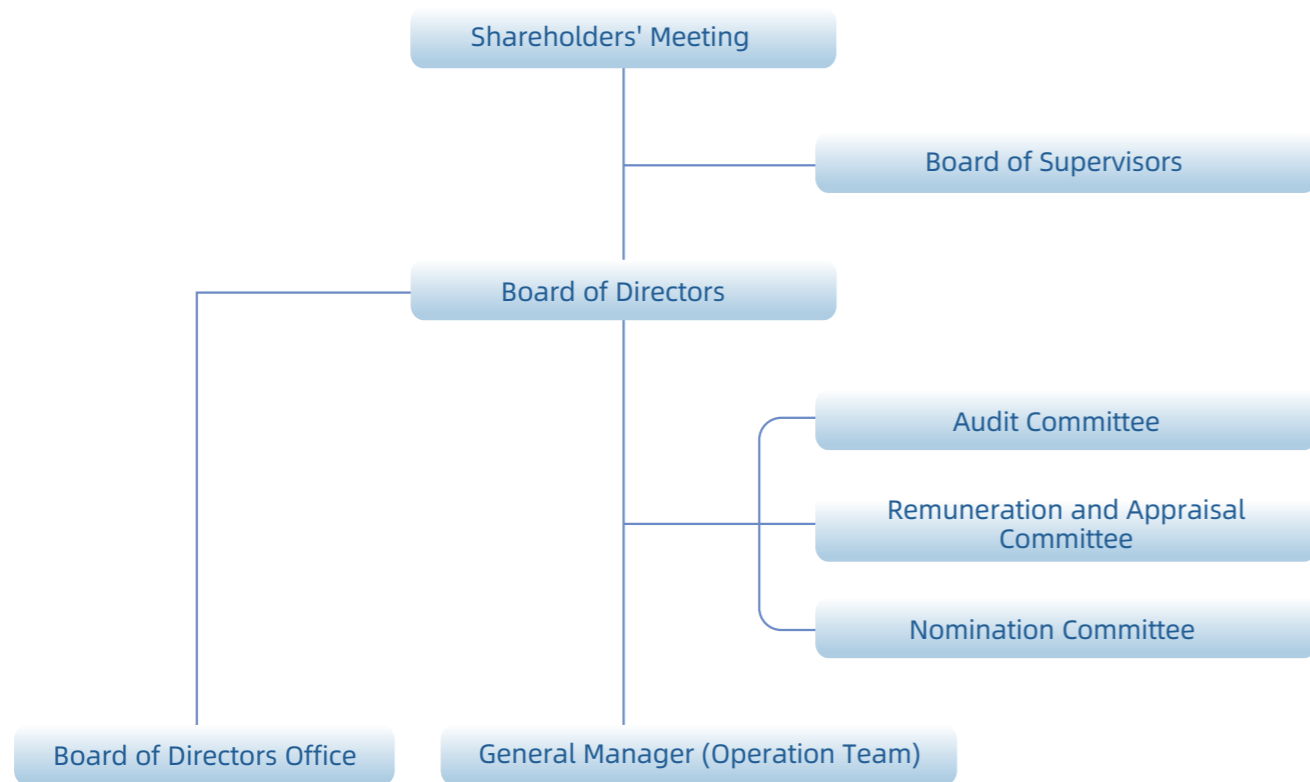 Shareholders' Meeting
Board of Supervisors
Board of Directors
Audit Committee
Remuneration and Appraisal
Committee
Nomination Committee
Board of Directors Office
General Manager (Operation Team)